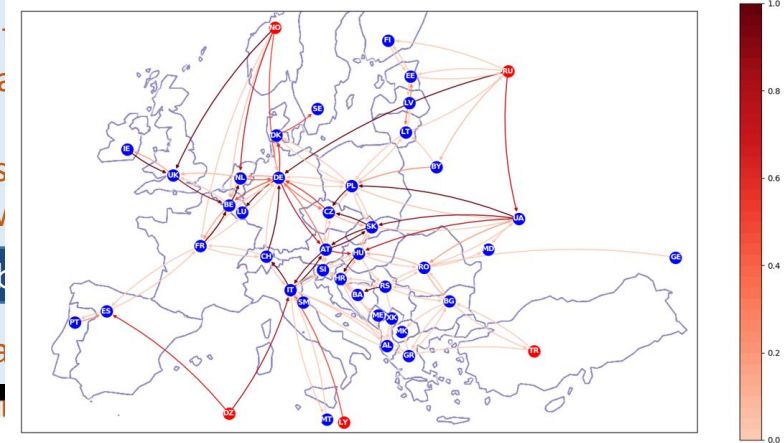 1.0
NO
FI
RU
EE
0.8
LV
SE
LT
DK
IE
BY
UK
NL
DE
PL
0.6
BE
LU
CZ
UA
SK
FR
AT
HU
MD
CH
GE
0.4
SI
RO
HR
RS
IT
BA
SM
BG
ES
ME
XK
PT
MK
AL
GR
TR
0.2
DZ
MT
LY
0.0